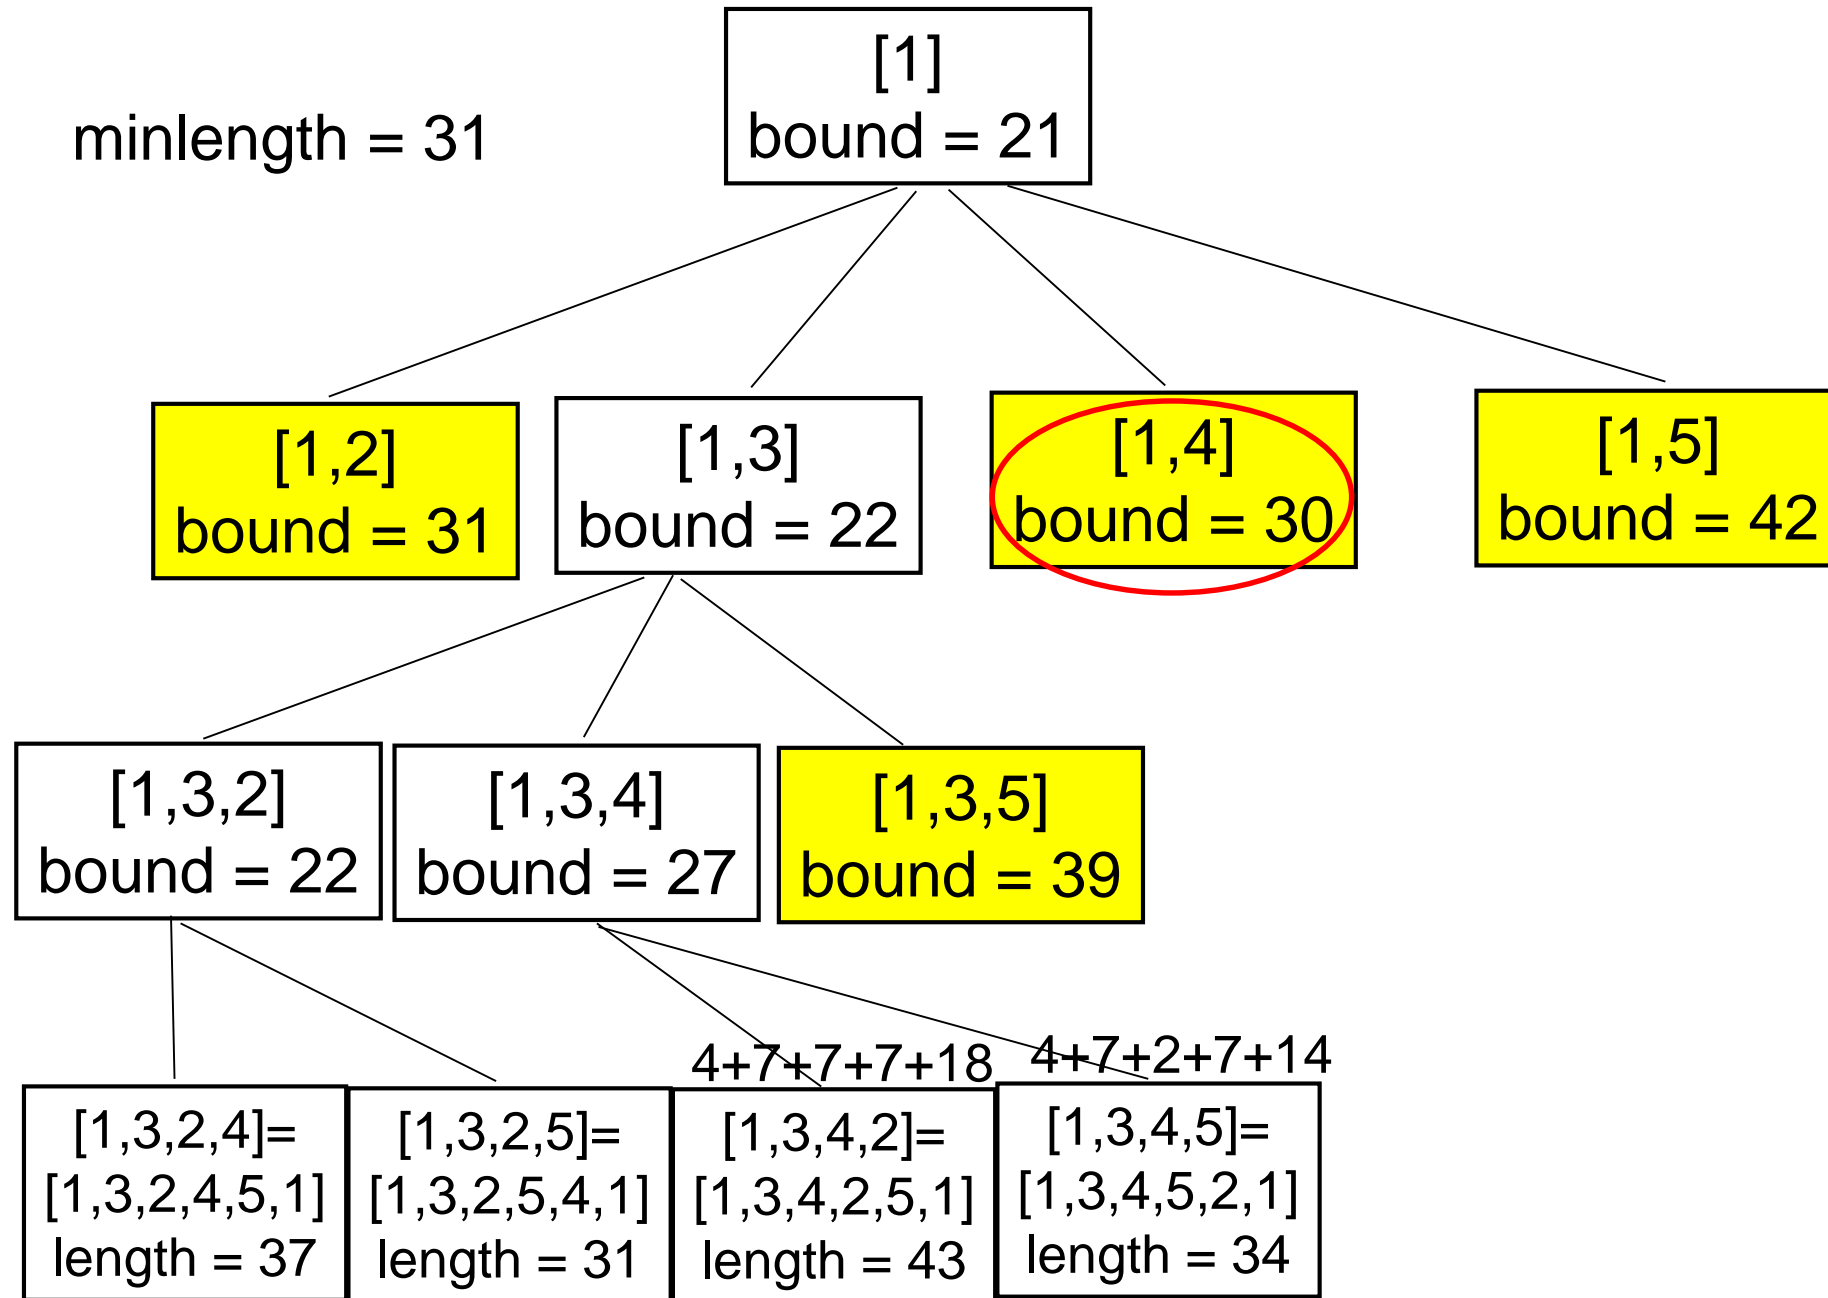 [1]
bound = 21
minlength = 31
[1,2]
bound = 31
[1,3]
bound = 22
[1,4]
bound = 30
[1,5]
bound = 42
[1,3,2]
bound = 22
[1,3,4]
bound = 27
[1,3,5]
bound = 39
4+7+7+7+18
4+7+2+7+14
[1,3,2,4]=
[1,3,2,4,5,1]
length = 37
[1,3,2,5]=
[1,3,2,5,4,1]
length = 31
[1,3,4,2]=
[1,3,4,2,5,1]
length = 43
[1,3,4,5]=
[1,3,4,5,2,1]
length = 34